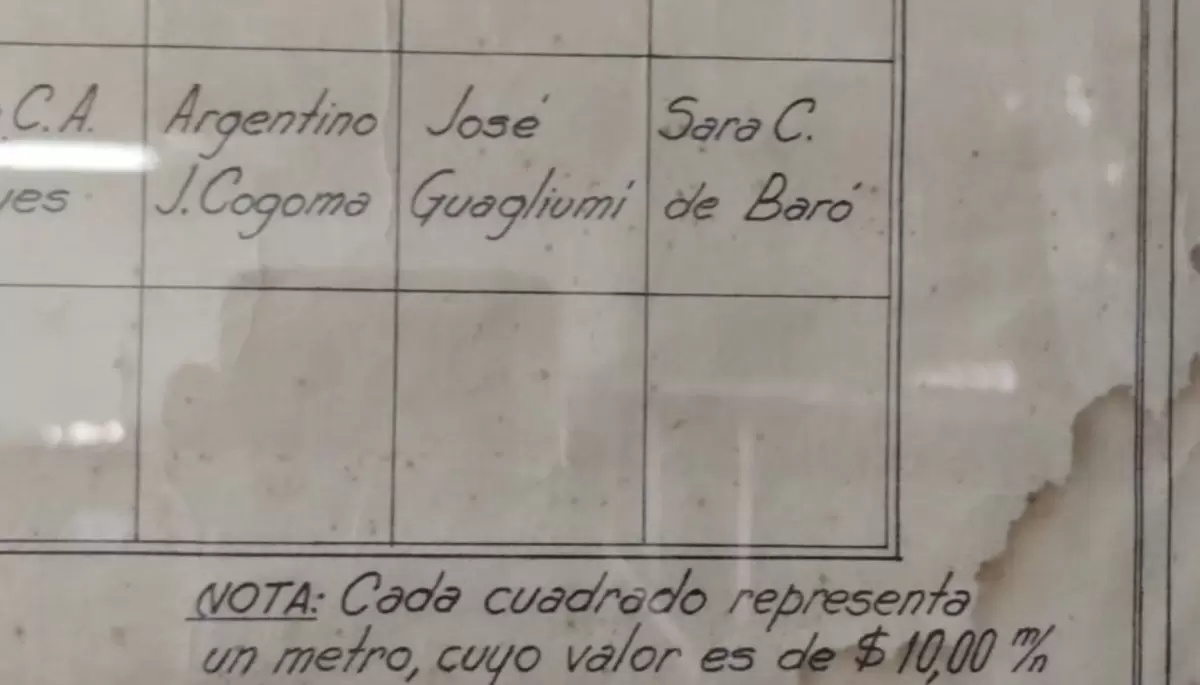 C.A. Argentino José Sara C.
J. Cogoma Guagliumi de Baró
NOTA: Cada cuadrado representa
un metro, cuyo valor es de $ 10,00 m/n